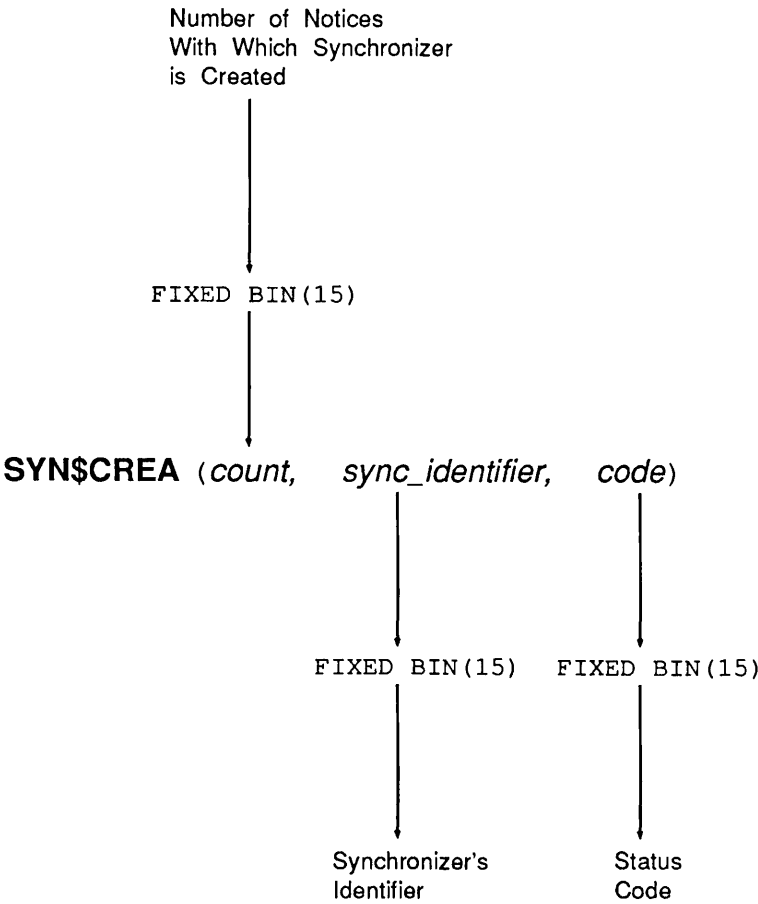 Number of Notices
With Which Synchronizer
is Created
FIXED BIN(15)
SYN$CREA (count, sync_identifier, code)
FIXED BIN(15) FIXED BIN(15)
Synchronizer's Status
Identifier Code